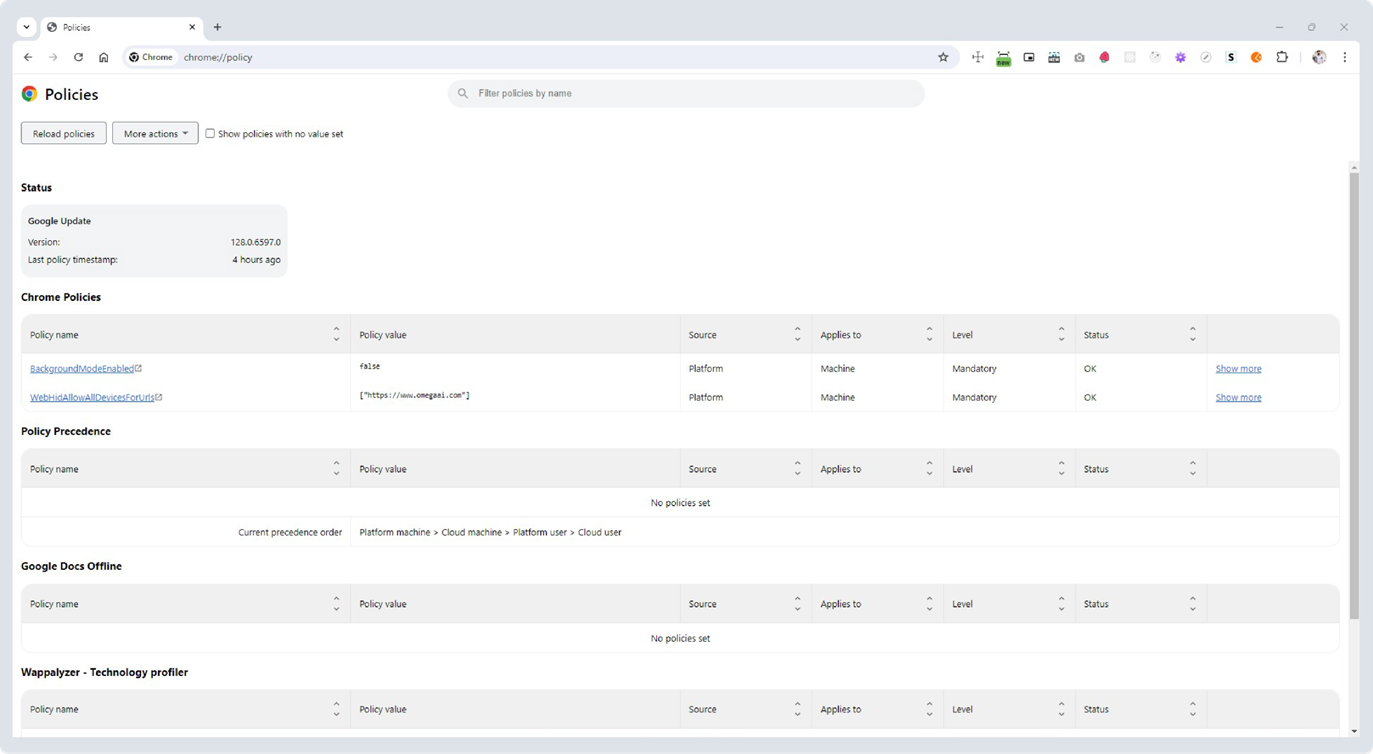 Policies
Chrome chrome://policy
new
S
Policies
Filter policies by name
Reload policies More actions Show policies with no value set
Status
Google Update
Version: 128.0.6597.0
Last policy timestamp: 4 hours ago
Chrome Policies
Policy name Policy value Source Applies to Level Status
BackgroundModeEnabled false Platform Machine Mandatory OK Show more
WebHidAllowAllDevicesForUrls ["https://www.omegaai.com"] Platform Machine Mandatory OK Show more
Policy Precedence
Policy name Policy value Source Applies to Level Status
No policies set
Current precedence order Platform machine > Cloud machine > Platform user > Cloud user
Google Docs Offline
Policy name Policy value Source Applies to Level Status
No policies set
Wappalyzer - Technology profiler
Policy name Policy value Source Applies to Level Status